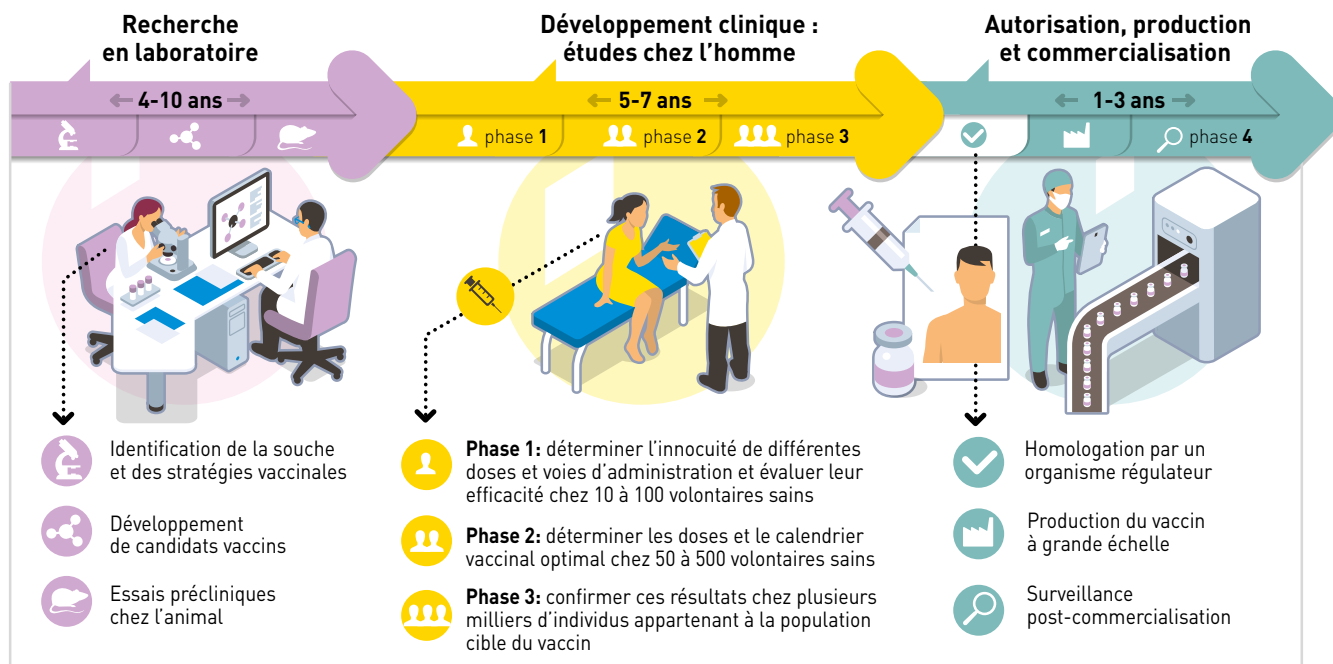 Recherche
en laboratoire
Développement clinique :
études chez l’homme
Autorisation, production
et commercialisation
← 4-10 ans →
← 5-7 ans →
← 1-3 ans →
phase 1
phase 2
phase 3
phase 4
Identification de la souche
et des stratégies vaccinales
Développement
de candidats vaccins
Essais précliniques
chez l’animal
Phase 1: déterminer l’innocuité de différentes
doses et voies d’administration et évaluer leur
efficacité chez 10 à 100 volontaires sains
Phase 2: déterminer les doses et le calendrier
vaccinal optimal chez 50 à 500 volontaires sains
Phase 3: confirmer ces résultats chez plusieurs
milliers d’individus appartenant à la population
cible du vaccin
Homologation par un
organisme régulateur
Production du vaccin
à grande échelle
Surveillance
post-commercialisation